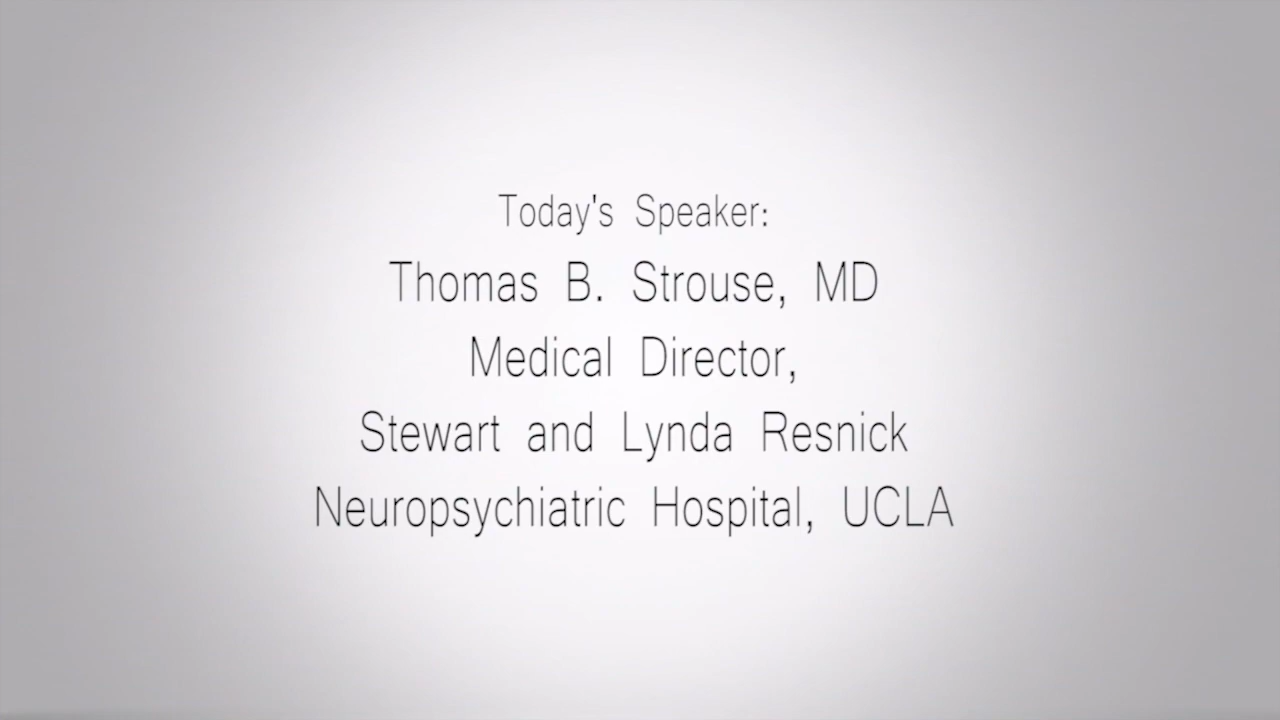 Today's Speaker:
Thomas B. Strouse, MD
Medical Director,
Stewart and Lynda Resnick
Neuropsychiatric Hospital, UCLA